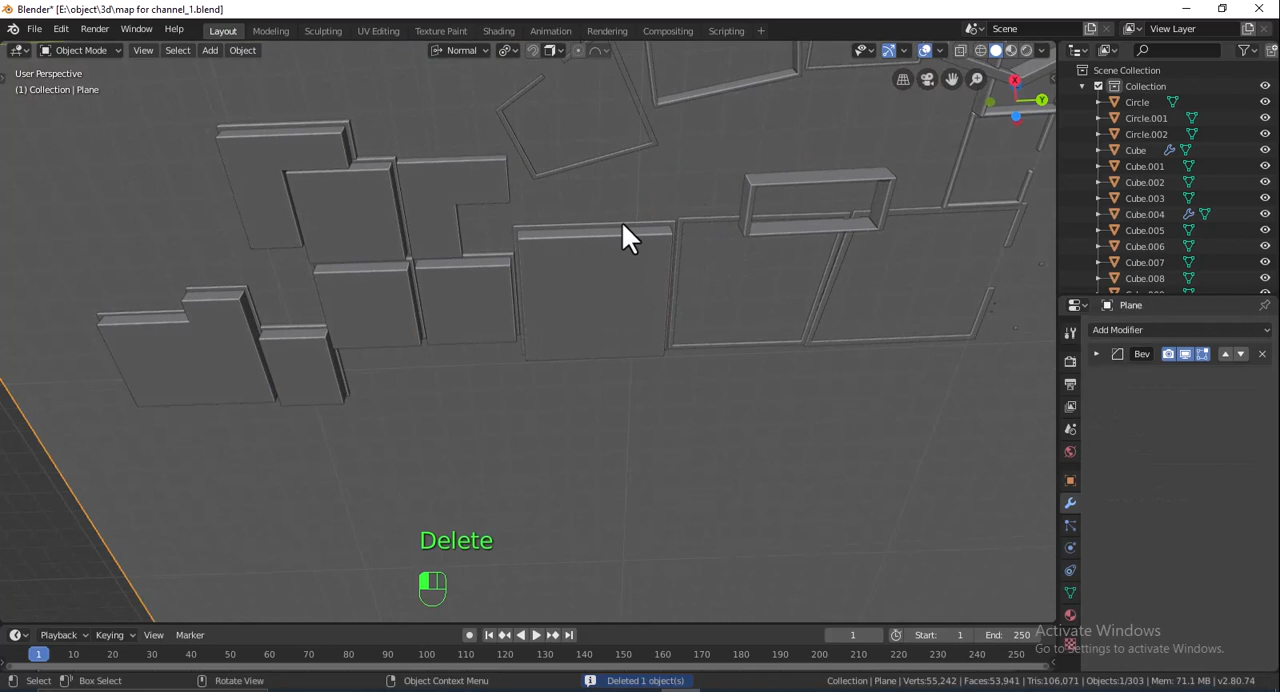 Blender* [E:\object\3d\map for channel_1.blend]
File Edit Render Window Help Layout Modeling Sculpting UV Editing Texture Paint Shading Animation Rendering Compositing Scripting + Scene View Layer
Object Mode View Select Add Object Normal
User Perspective
(1) Collection | Plane
X
Y
Scene Collection
Collection
Circle
Circle.001
Circle.002
Cube
Cube.001
Cube.002
Cube.003
Cube.004
Cube.005
Cube.006
Cube.007
Cube.008
Plane
Add Modifier
Bev
Delete
Playback Keying View Marker 1 Start: 1 End: 250
1 10 20 30 40 50 60 70 80 90 100 110 120 130 140 150 160 170 180 190 200 210 220 230 240 250
Activate Windows
Go to Settings to activate Windows.
Select Box Select Rotate View Object Context Menu Deleted 1 object(s) Collection | Plane | Verts:55,242 | Faces:53,941 | Tris:106,071 | Objects:1/303 | Mem: 71.1 MB | v2.80.74